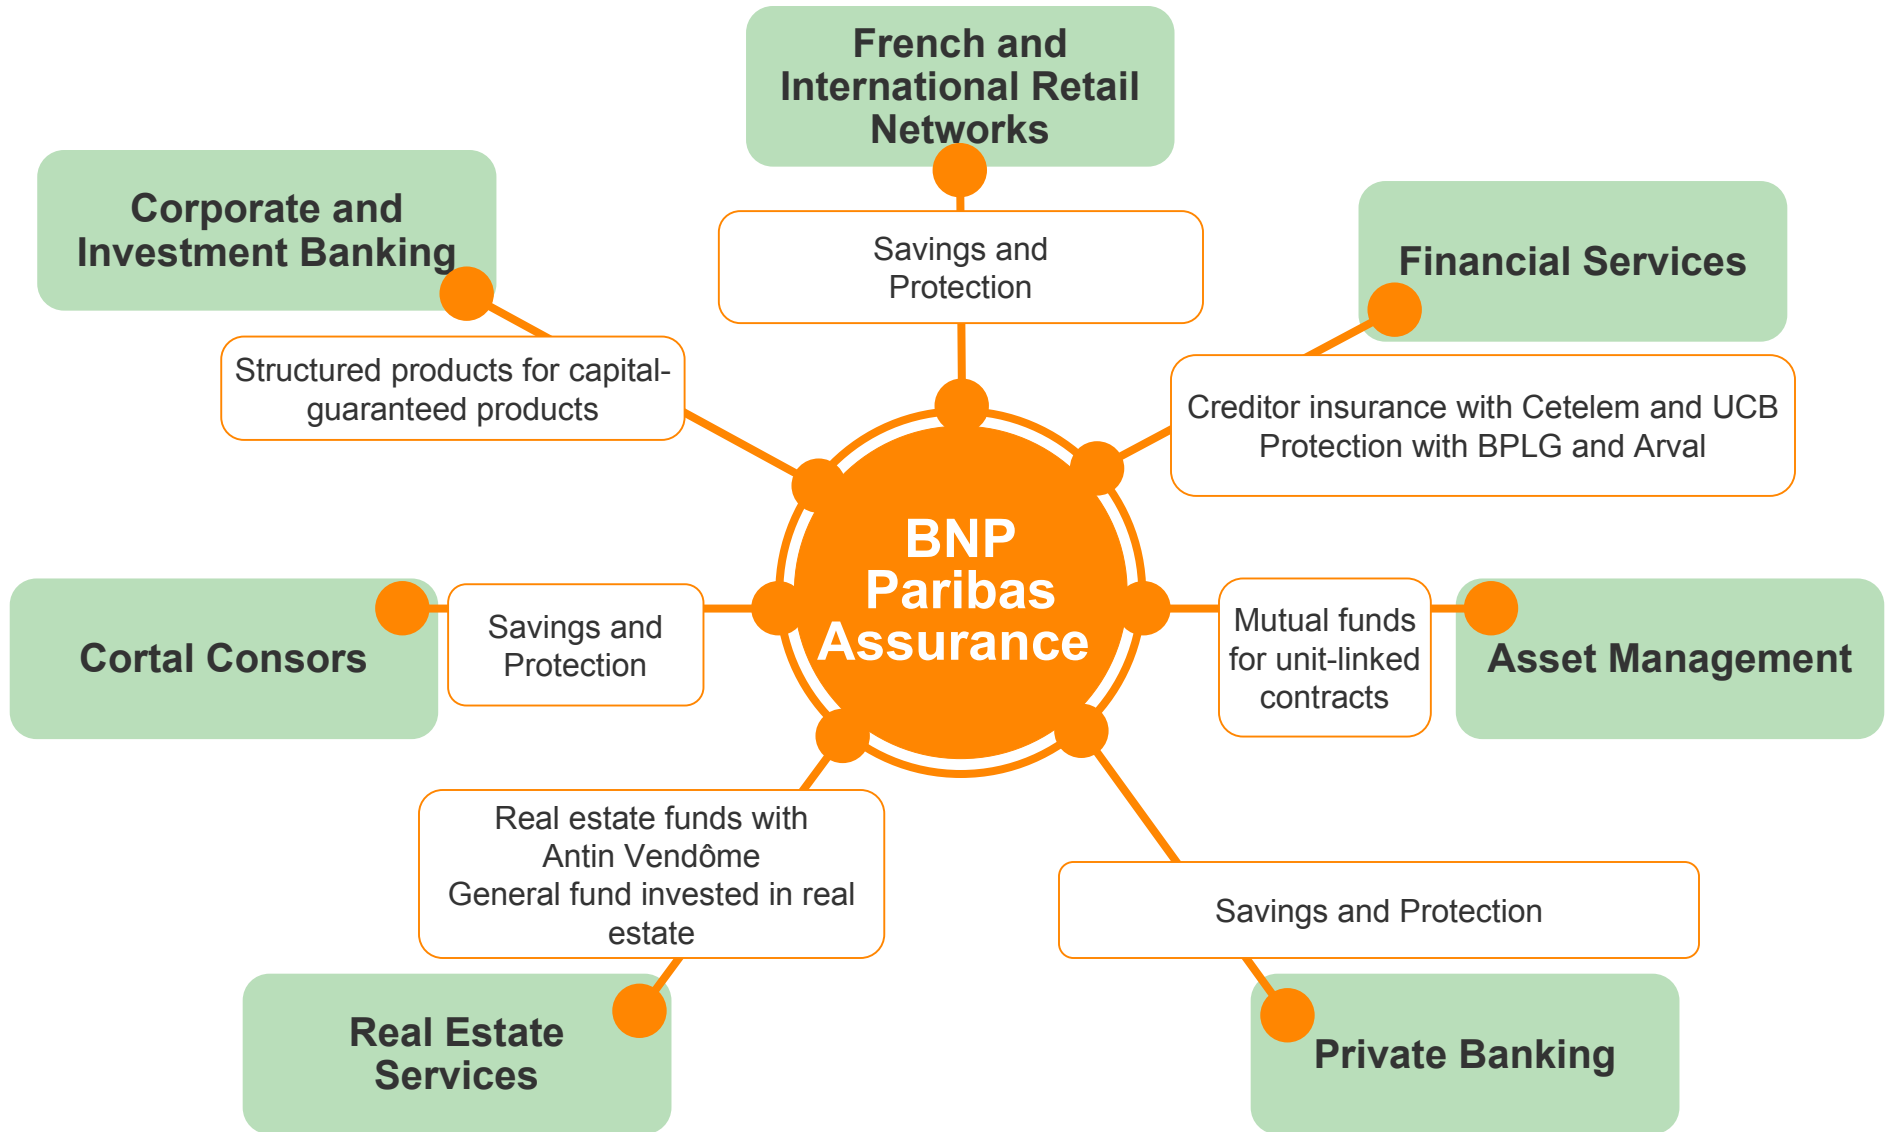 French and
International Retail
Networks
Corporate and
Investment Banking
Savings and
Protection
Financial Services
Structured products for capital-
guaranteed products
Creditor insurance with Cetelem and UCB
Protection with BPLG and Arval
BNP
Paribas
Assurance
Cortal Consors
Savings and
Protection
Mutual funds
for unit-linked
contracts
Asset Management
Real estate funds with
Antin Vendôme
General fund invested in real
estate
Savings and Protection
Real Estate
Services
Private Banking